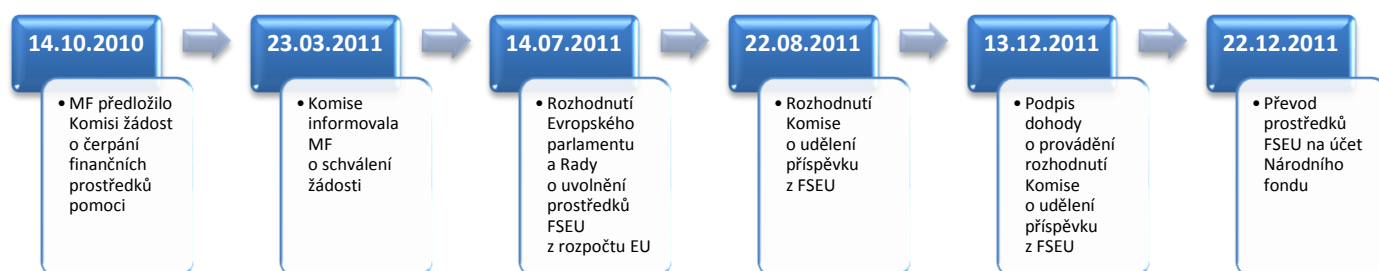 14.10.2010
• MF předložilo
Komisi žádost
o čerpání
finančních
prostředků
pomoci
23.03.2011
• Komise
informovala
MF
o schválení
žádosti
14.07.2011
• Rozhodnutí
Evropského
parlamentu
a Rady
o uvolnění
prostředků
FSEU
z rozpočtu EU
22.08.2011
• Rozhodnutí
Komise
o udělení
příspěvku
z FSEU
13.12.2011
• Podpis
dohody
o provádění
rozhodnutí
Komise
o udělení
příspěvku
z FSEU
22.12.2011
• Převod
prostředků
FSEU na účet
Národního
fondu